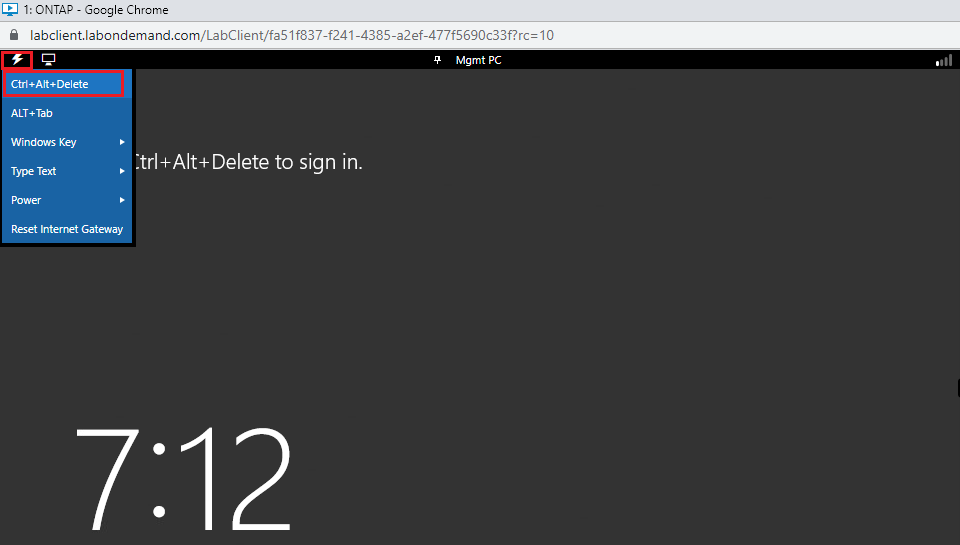 1: ONTAP - Google Chrome
labclient.labondemand.com/LabClient/fa51f837-f241-4385-a2ef-477f5690c33f?rc=10
Mgmt PC
Ctrl+Alt+Delete
ALT+Tab
Windows Key
Type Text
Power
Reset Internet Gateway
Ctrl+Alt+Delete to sign in.
7:12